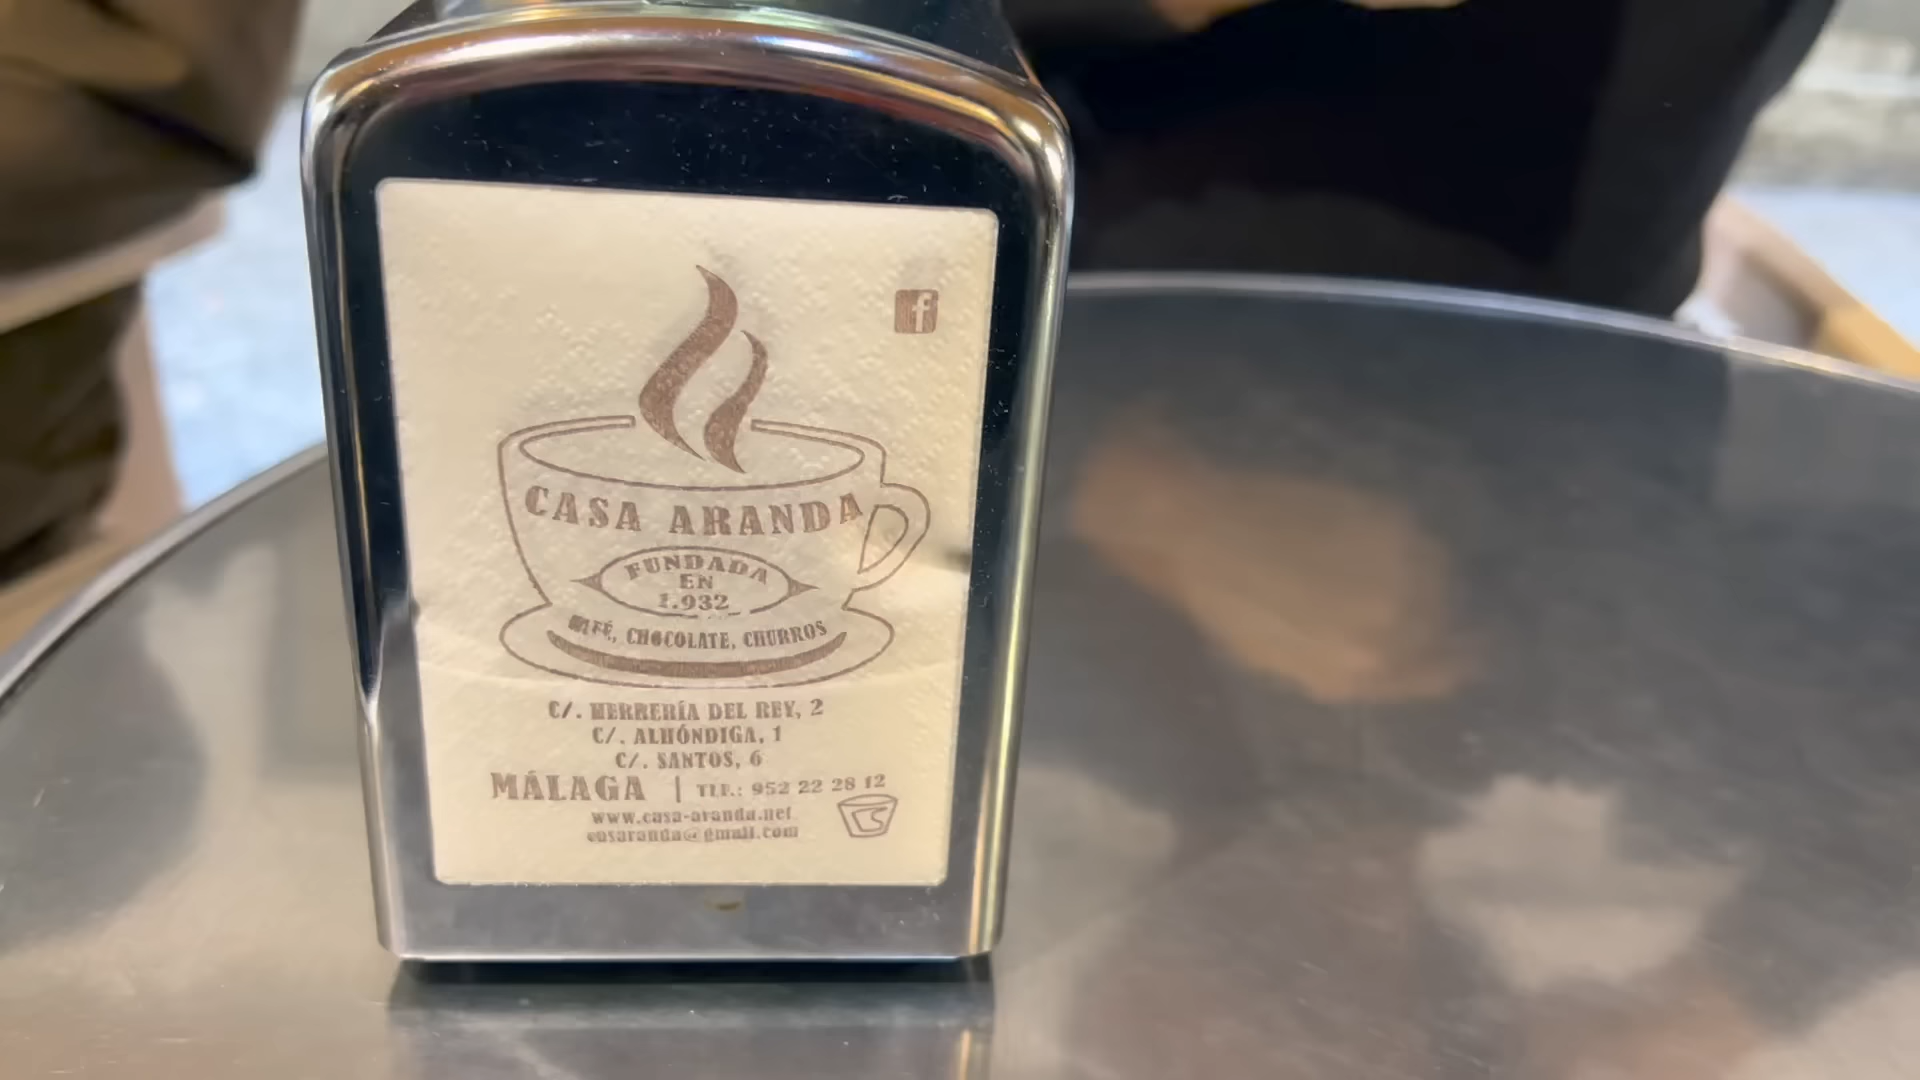 f
CASA ARANDA
FUNDADA
EN
1.932
CAFÉ, CHOCOLATE, CHURROS
C/. HERRERÍA DEL REY, 2
C/. ALHÓNDIGA, 1
C/. SANTOS, 6
MÁLAGA | TLF.: 952 22 28 12
www.casa-aranda.net
casaranda@gmail.com